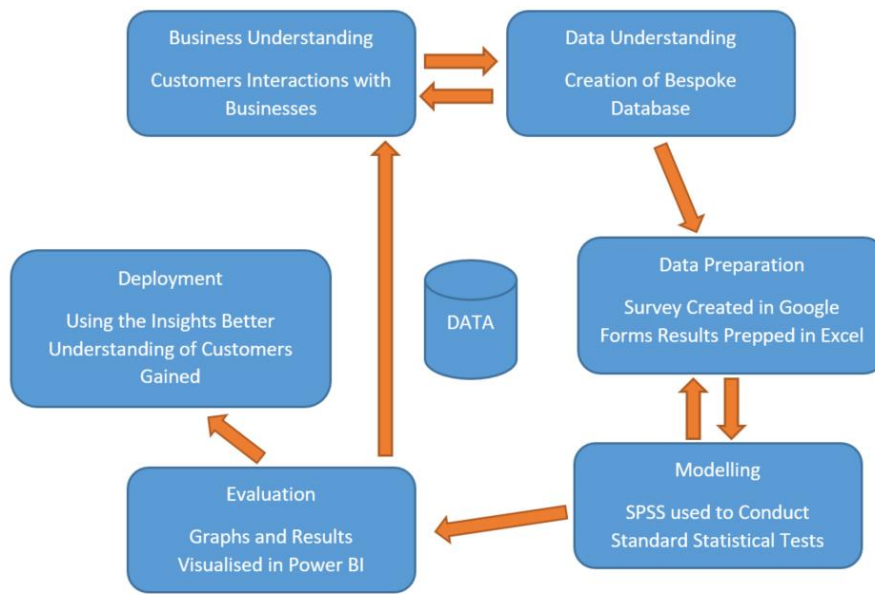 Business Understanding
Customers Interactions with
Businesses
Data Understanding
Creation of Bespoke
Database
Data Preparation
Survey Created in Google
Forms Results Prepped in Excel
Modelling
SPSS used to Conduct
Standard Statistical Tests
Evaluation
Graphs and Results
Visualised in Power BI
Deployment
Using the Insights Better
Understanding of Customers
Gained
DATA